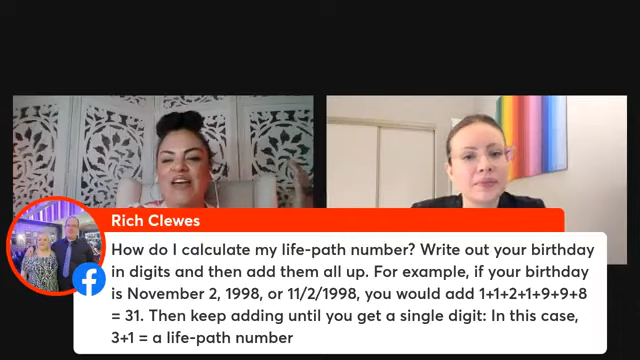 Rich Clewes
How do I calculate my life-path number? Write out your birthday
in digits and then add them all up. For example, if your birthday
is November 2, 1998, or 11/2/1998, you would add 1+1+2+1+9+9+8
= 31. Then keep adding until you get a single digit: In this case,
3+1 = a life-path number